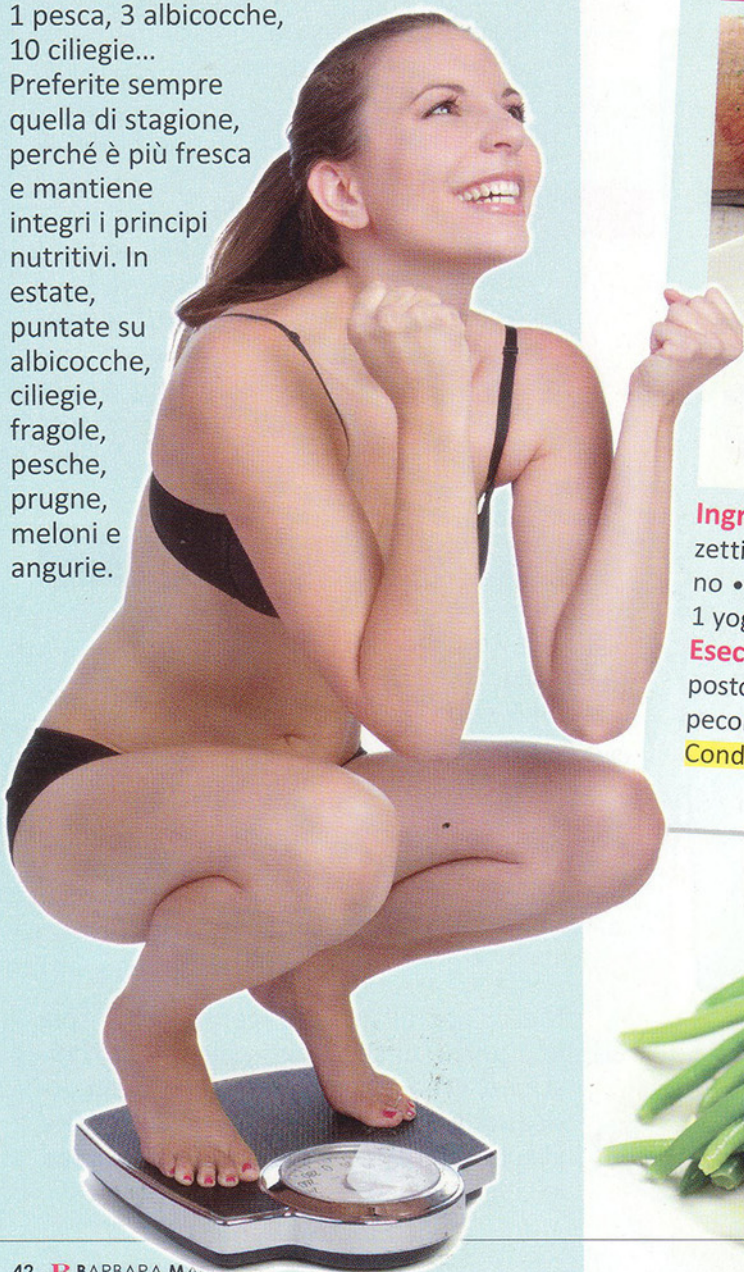 1 pesca, 3 albicocche,
10 ciliegie...
Preferite sempre
quella di stagione,
perché è più fresca
e mantiene
integri i principi
nutritivi. In
estate,
puntate su
albicocche,
ciliegie,
fragole,
pesche,
prugne,
meloni e
angurie.
Ingr
zetti
no •
1 yog
Esec
posto
peco
Cond
42 B BARBARA MA